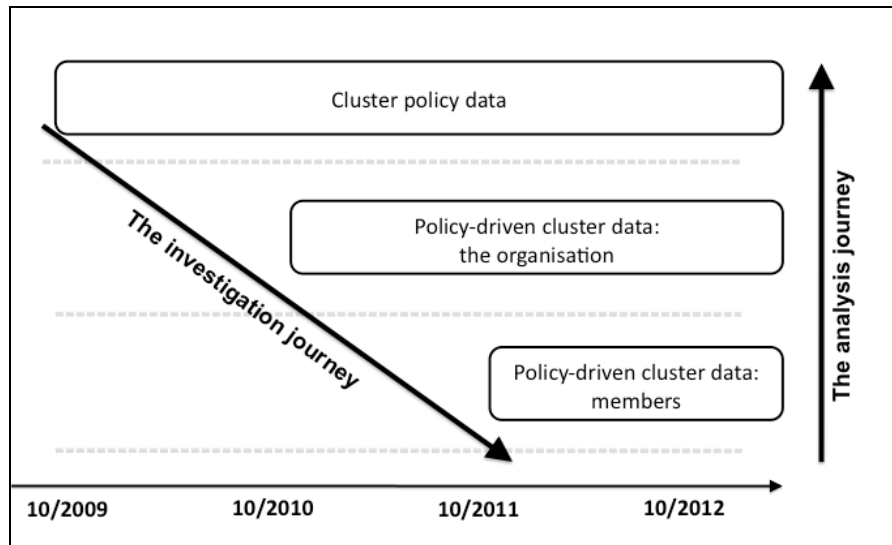 Cluster policy data
The investigation journey
Policy-driven cluster data:
the organisation
Policy-driven cluster data:
members
The analysis journey
10/2009 10/2010 10/2011 10/2012